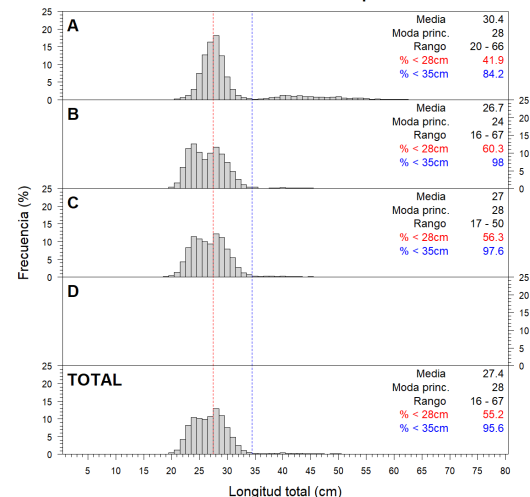 25
20
15
10
5
0
A
Media 30.4
Moda princ. 28
Rango 20 - 66
% < 28cm 41.9
% < 35cm 84.2
25
20
15
10
5
0
B
Media 26.7
Moda princ. 24
Rango 16 - 67
% < 28cm 60.3
% < 35cm 98
Frecuencia (%)
25
20
15
10
5
0
C
Media 27
Moda princ. 28
Rango 17 - 50
% < 28cm 56.3
% < 35cm 97.6
25
20
15
10
5
0
D
25
20
15
10
5
0
TOTAL
Media 27.4
Moda princ. 28
Rango 16 - 67
% < 28cm 55.2
% < 35cm 95.6
5 10 15 20 25 30 35 40 45 50 55 60 65 70 75 80
Longitud total (cm)